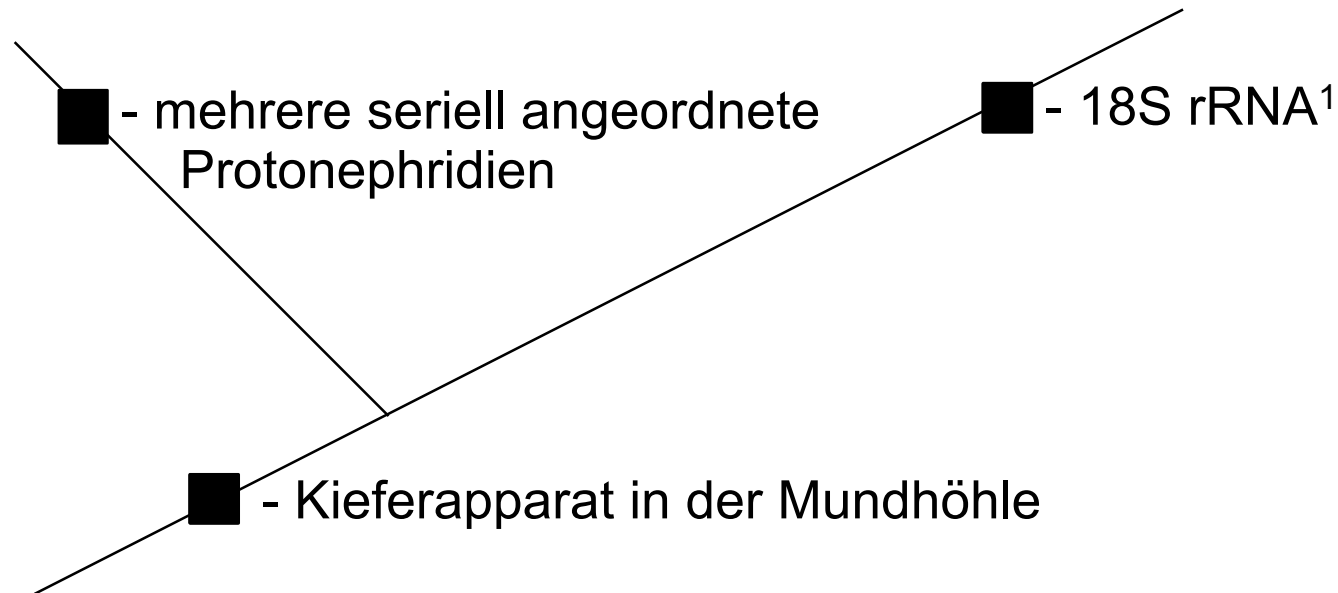 - mehrere seriell angeordnete
Protonephridien
- 18S rRNA¹
- Kieferapparat in der Mundhöhle